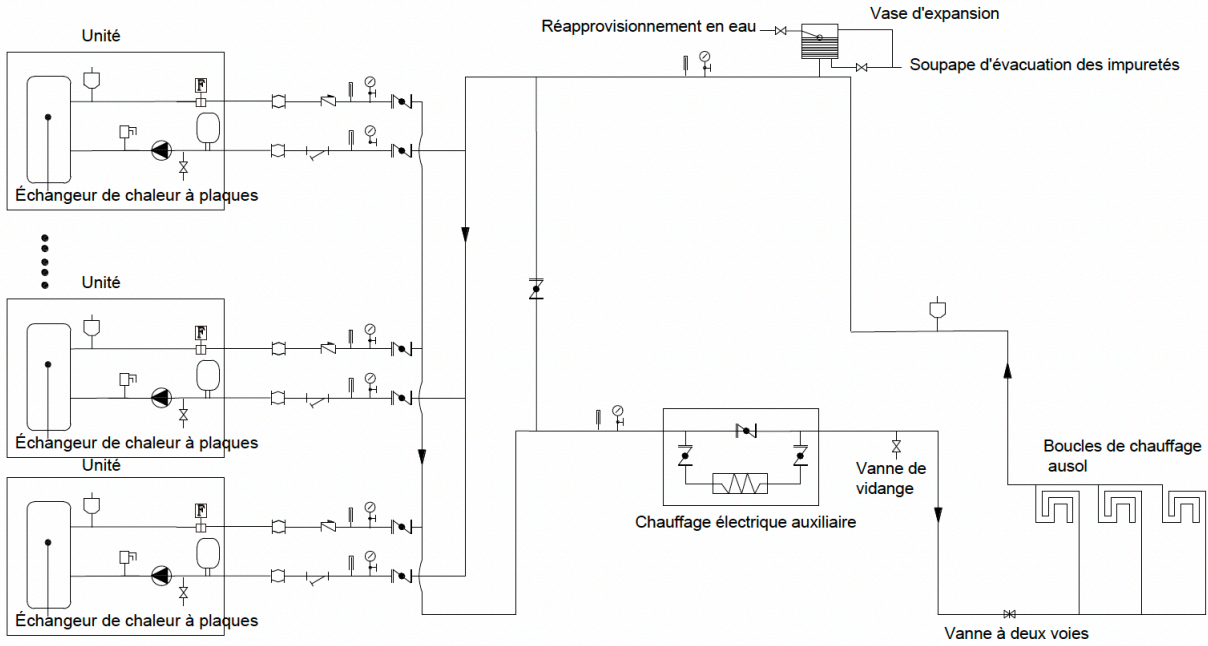 Unité
Réapprovisionnement en eau
Vase d'expansion
Soupape d'évacuation des impuretés
F
Échangeur de chaleur à plaques
Unité
F
Échangeur de chaleur à plaques
Unité
F
Échangeur de chaleur à plaques
Chauffage électrique auxiliaire
Vanne de
vidange
Boucles de chauffage
ausol
Vanne à deux voies